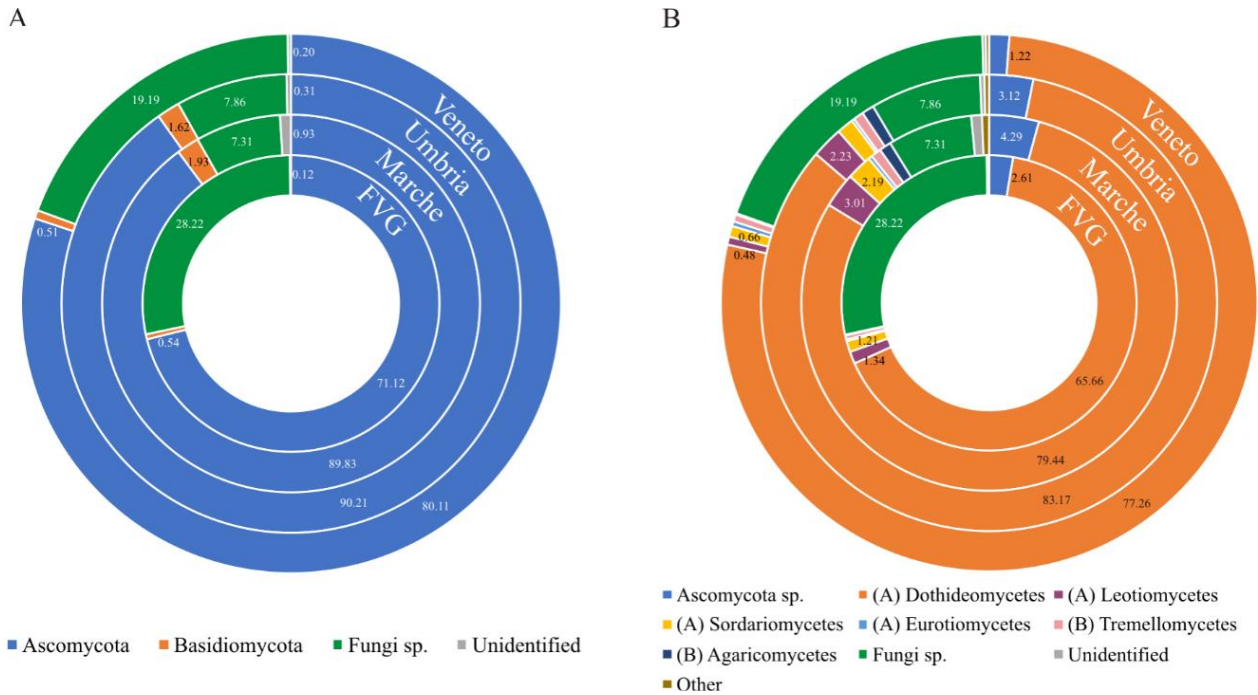 A
0.20
0.31
0.93
0.12
Veneto
Umbria
Marche
FVG
19.19
7.86
1.62
7.31
1.93
28.22
0.51
0.54
71.12
89.83
90.21
80.11
Ascomycota
Basidiomycota
Fungi sp.
Unidentified
B
1.22
3.12
4.29
2.61
Veneto
Umbria
Marche
FVG
19.19
7.86
7.31
2.23
2.19
3.01
28.22
0.66
0.48
1.21
1.34
65.66
79.44
83.17
77.26
Ascomycota sp.
(A) Dothideomycetes
(A) Leotiomycetes
(A) Sordariomycetes
(A) Eurotiomycetes
(B) Tremellomycetes
(B) Agaricomycetes
Fungi sp.
Unidentified
Other